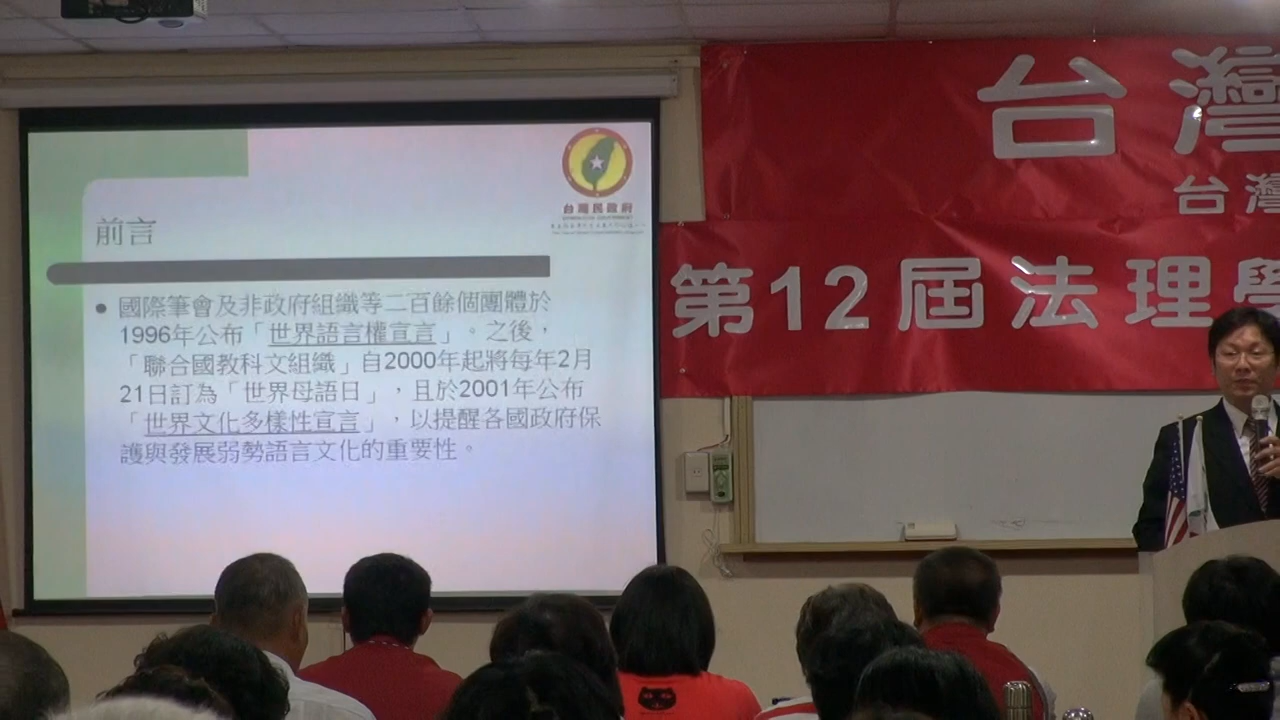 台灣民政府
前言
• 國際筆會及非政府組織等二百餘個團體於
1996年公布「世界語言權宣言」。之後，
「聯合國教科文組織」自2000年起將每年2月
21日訂為「世界母語日」，且於2001年公布
「世界文化多樣性宣言」，以提醒各國政府保
護與發展弱勢語言文化的重要性。
台灣
台灣
第12屆法理學